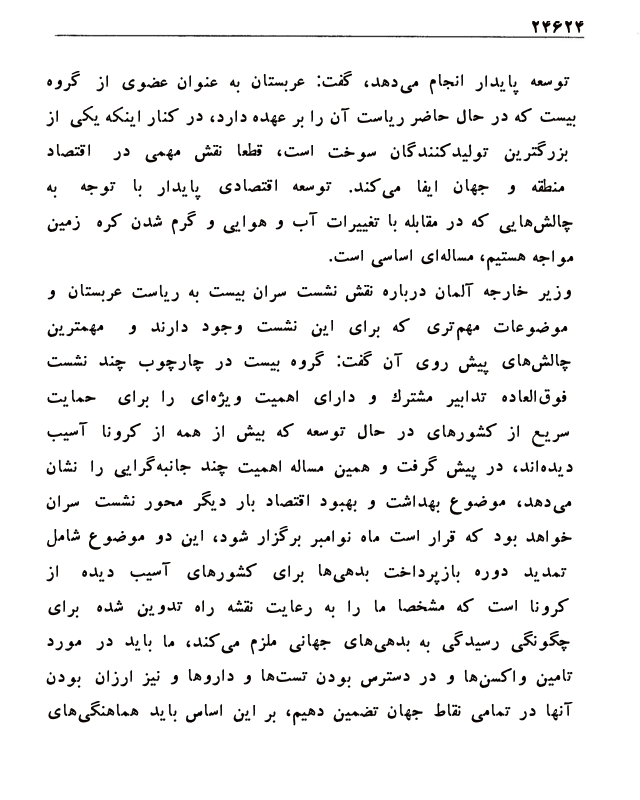 ۲۴۶۲۴
توسعه پایدار انجام می‌دهد، گفت: عربستان به عنوان عضوی از گروه
بیست که در حال حاضر ریاست آن را بر عهده دارد، در کنار اینکه یکی از
بزرگترین تولیدکنندگان سوخت است، قطعا نقش مهمی در اقتصاد
منطقه و جهان ایفا می‌کند. توسعه اقتصادی پایدار با توجه به
چالش‌هایی که در مقابله با تغییرات آب و هوایی و گرم شدن کره زمین
مواجه هستیم، مساله‌ای اساسی است.
وزیر خارجه آلمان درباره نقش نشست سران بیست به ریاست عربستان و
موضوعات مهم‌تری که برای این نشست وجود دارند و مهمترین
چالش‌های پیش روی آن گفت: گروه بیست در چارچوب چند نشست
فوق‌العاده تدابیر مشترك و دارای اهمیت ویژه‌ای را برای حمایت
سریع از کشورهای در حال توسعه که بیش از همه از کرونا آسیب
دیده‌اند، در پیش گرفت و همین مساله اهمیت چند جانبه‌گرایی را نشان
می‌دهد، موضوع بهداشت و بهبود اقتصاد بار دیگر محور نشست سران
خواهد بود که قرار است ماه نوامبر برگزار شود، این دو موضوع شامل
تمدید دوره بازپرداخت بدهی‌ها برای کشورهای آسیب دیده از
کرونا است که مشخصا ما را به رعایت نقشه راه تدوین شده برای
چگونگی رسیدگی به بدهی‌های جهانی ملزم می‌کند، ما باید در مورد
تامین واکسن‌ها و در دسترس بودن تست‌ها و داروها و نیز ارزان بودن
آنها در تمامی نقاط جهان تضمین دهیم، بر این اساس باید هماهنگی‌های